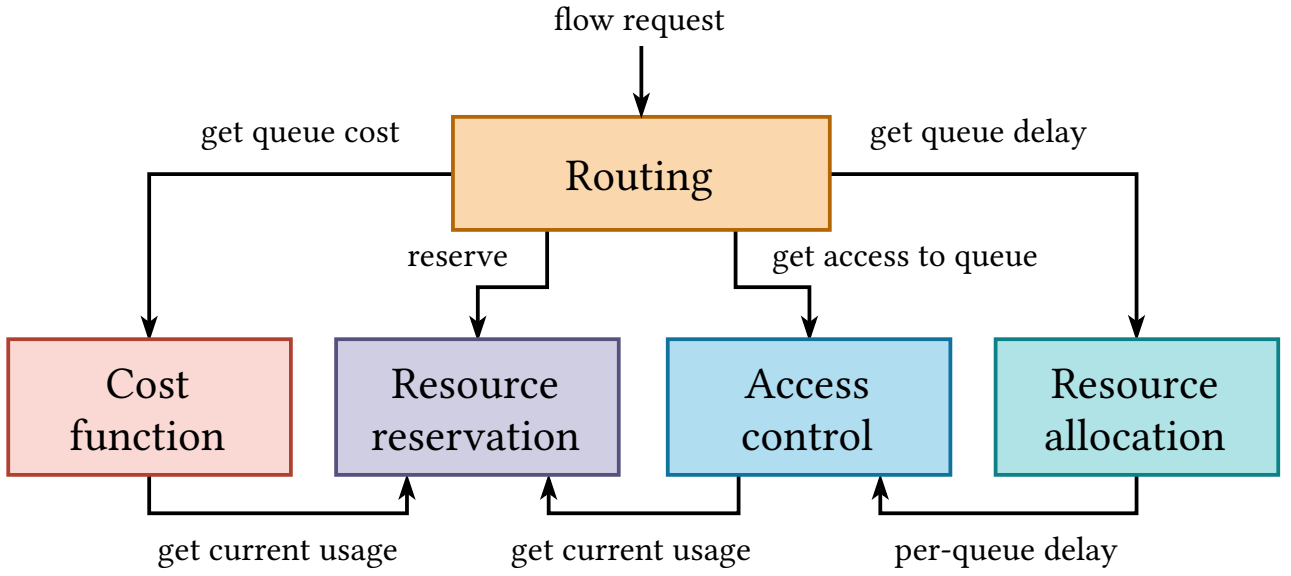 flow request
get queue cost
get queue delay
Routing
reserve
get access to queue
Cost
function
Resource
reservation
Access
control
Resource
allocation
get current usage
get current usage
per-queue delay